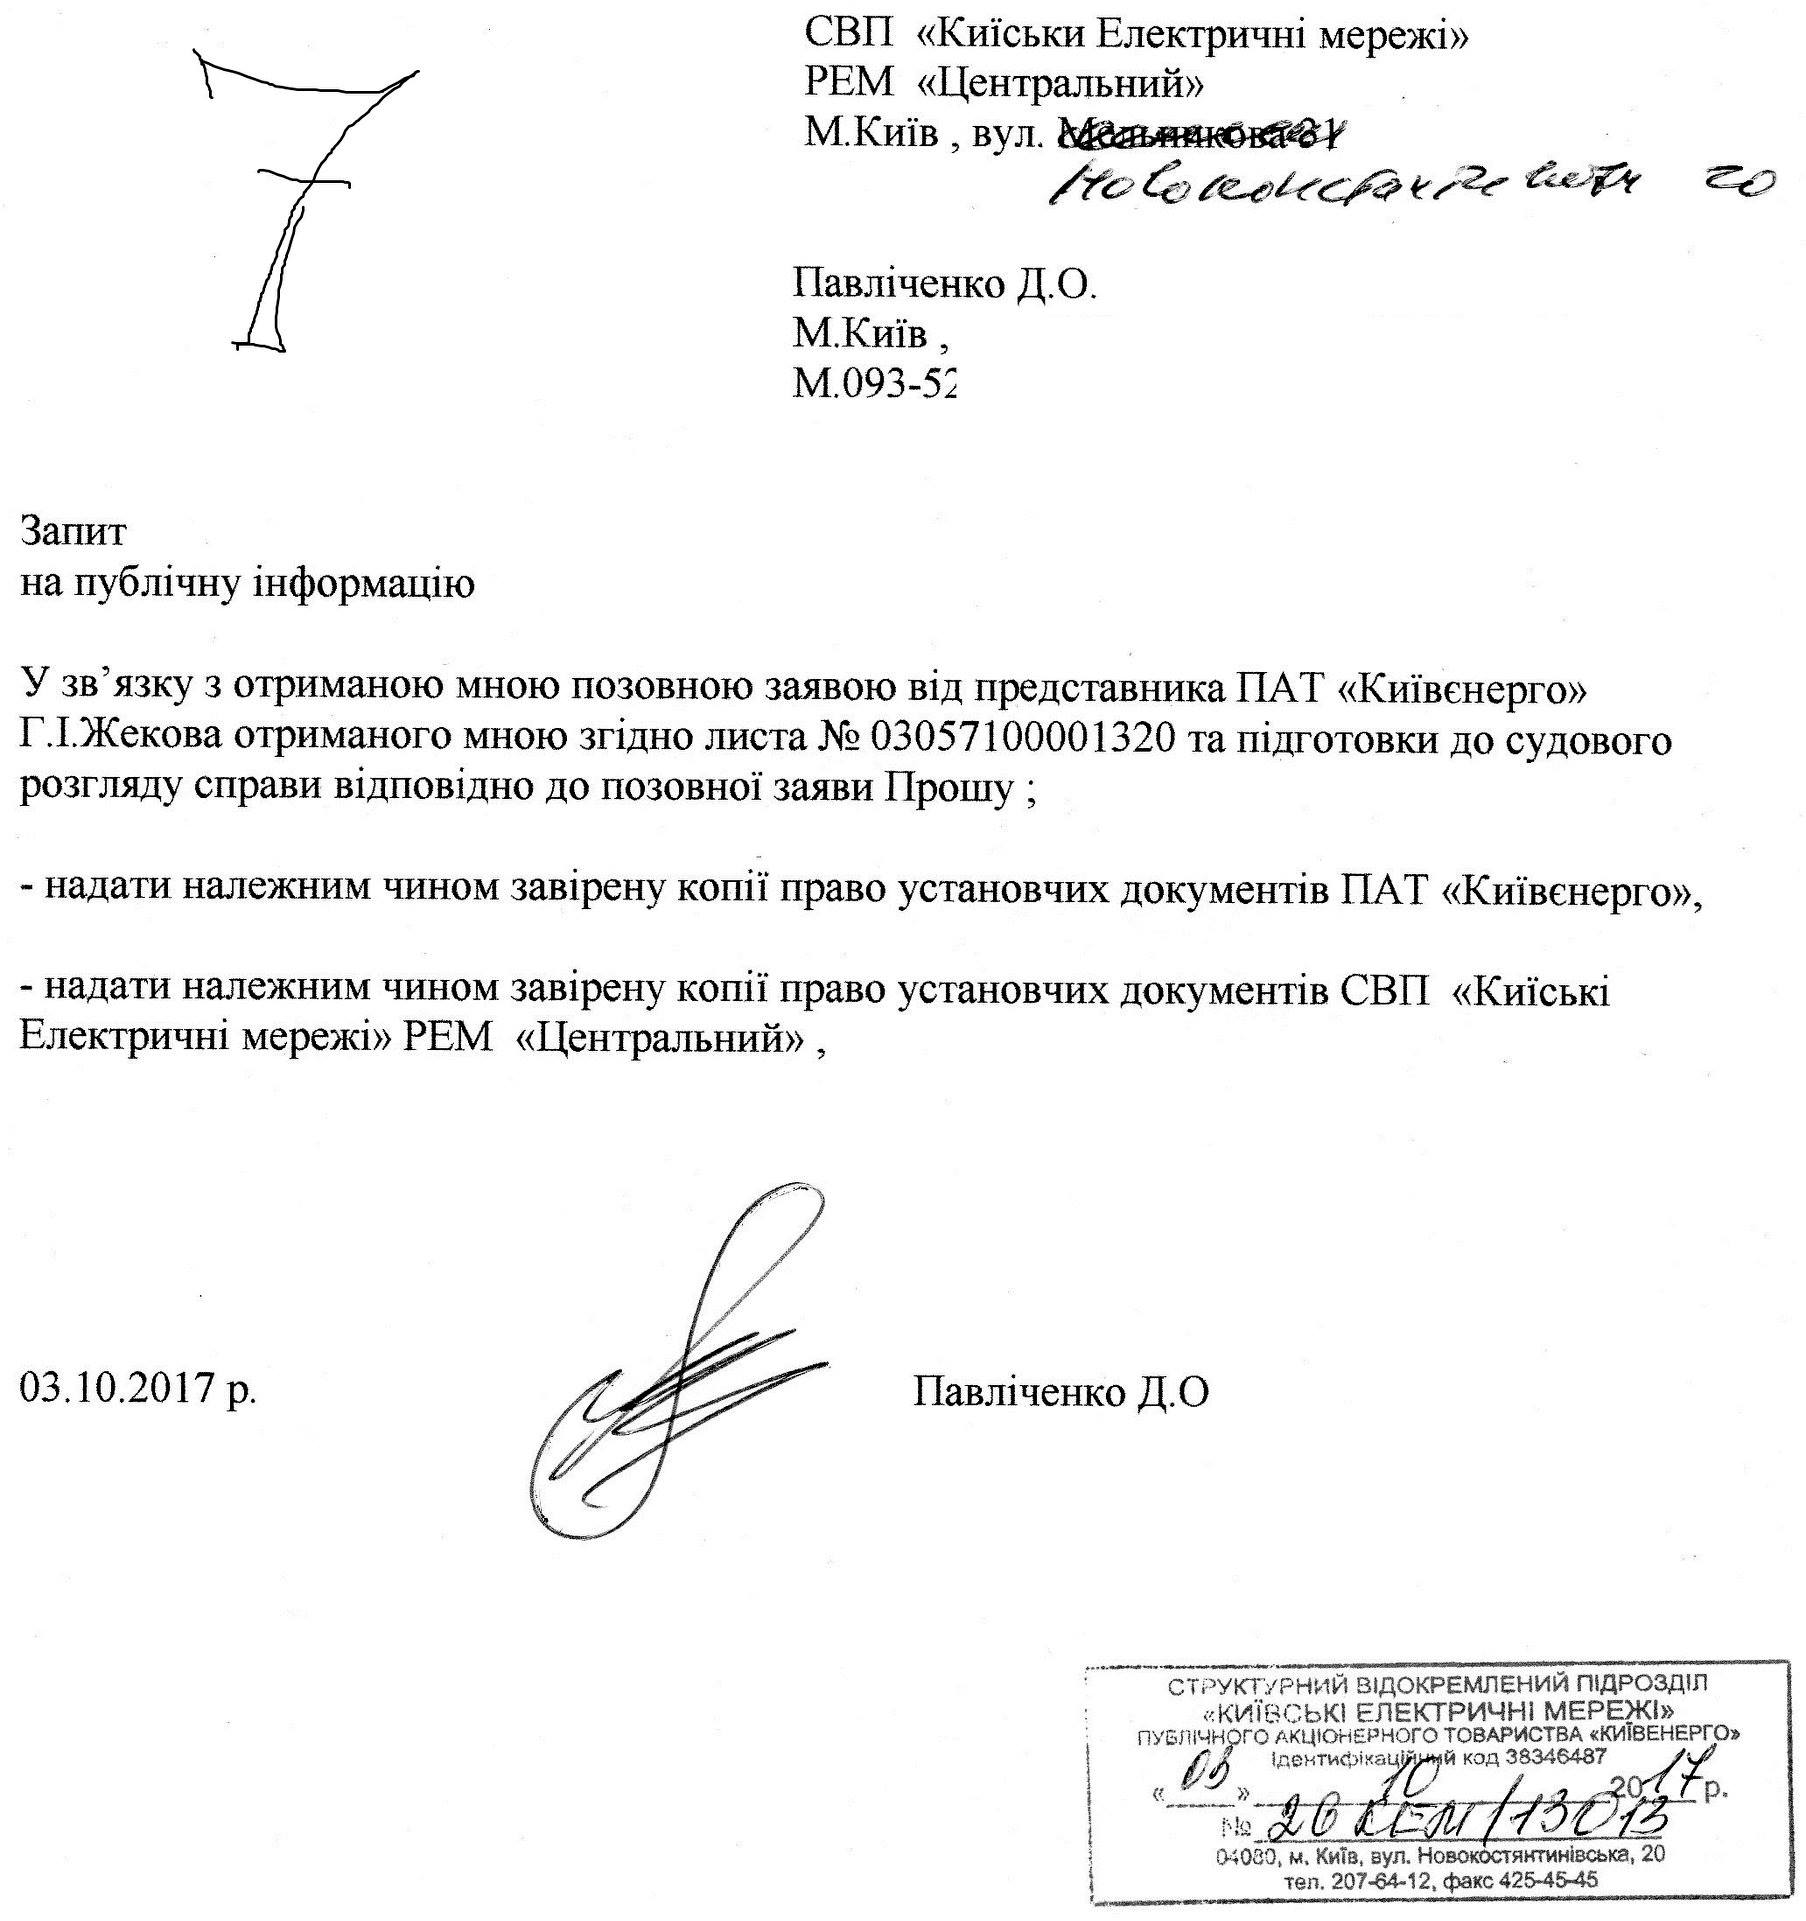 7
СВП «Киїськи Електричні мережі»
РЕМ «Центральний»
М.Київ , вул. Мельникова 81
20
Павліченко Д.О.
М.Київ ,
М.093-52
Запит
на публічну інформацію
У зв’язку з отриманою мною позовною заявою від представника ПАТ «Київєнерго»
Г.І.Жекова отриманого мною згідно листа № 03057100001320 та підготовки до судового
розгляду справи відповідно до позовної заяви Прошу ;
- надати належним чином завірену копії право установчих документів ПАТ «Київєнерго»,
- надати належним чином завірену копії право установчих документів СВП «Киїські
Електричні мережі» РЕМ «Центральний» ,
03.10.2017 р.
Павліченко Д.О
СТРУКТУРНИЙ ВІДОКРЕМЛЕНИЙ ПІДРОЗДІЛ
«КИЇВСЬКІ ЕЛЕКТРИЧНІ МЕРЕЖІ»
ПУБЛІЧНОГО АКЦІОНЕРНОГО ТОВАРИСТВА «КИЇВЕНЕРГО»
Ідентифікаційний код 38346487
«03» 10 2017 р.
№ 26 КЕМ/13013
04080, м. Київ, вул. Новокостянтинівська, 20
тел. 207-64-12, факс 425-45-45